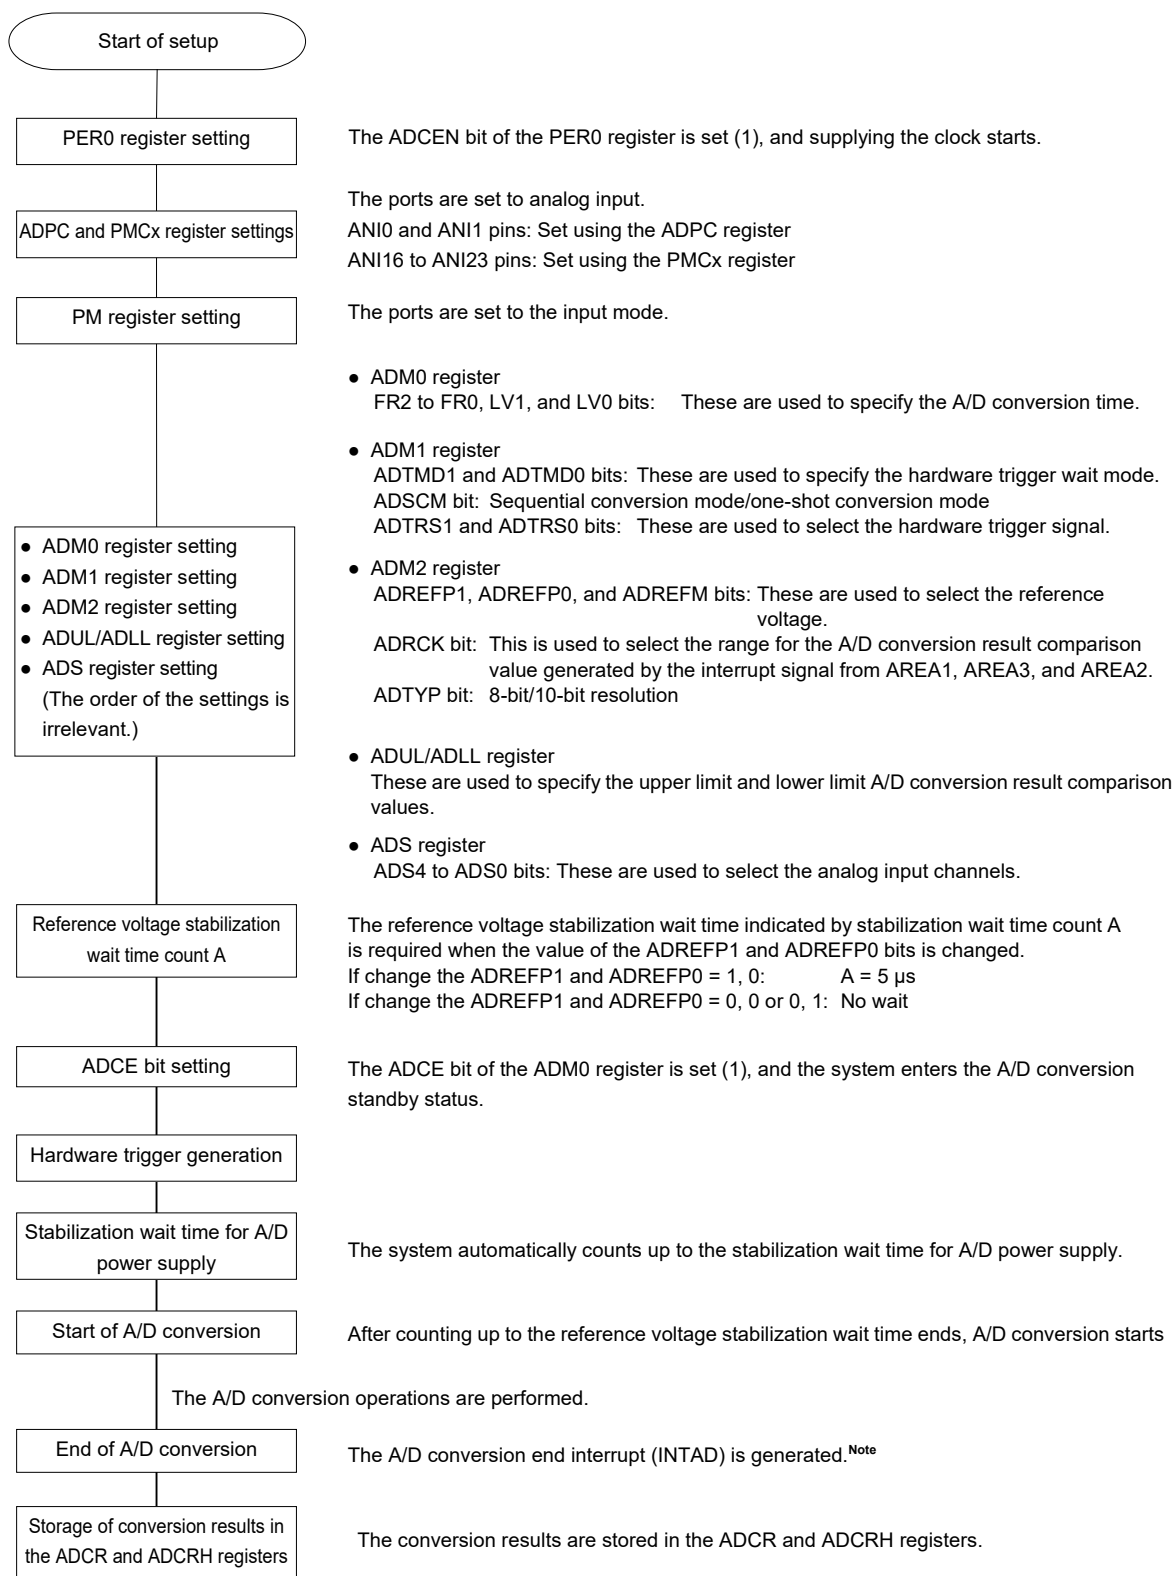 Start of setup
PER0 register setting
The ADCEN bit of the PER0 register is set (1), and supplying the clock starts.
ADPC and PMCx register settings
The ports are set to analog input.
ANI0 and ANI1 pins: Set using the ADPC register
ANI16 to ANI23 pins: Set using the PMCx register
PM register setting
The ports are set to the input mode.
● ADM0 register setting
● ADM1 register setting
● ADM2 register setting
● ADUL/ADLL register setting
● ADS register setting
(The order of the settings is
irrelevant.)
● ADM0 register
FR2 to FR0, LV1, and LV0 bits: These are used to specify the A/D conversion time.
● ADM1 register
ADTMD1 and ADTMD0 bits: These are used to specify the hardware trigger wait mode.
ADSCM bit: Sequential conversion mode/one-shot conversion mode
ADTRS1 and ADTRS0 bits: These are used to select the hardware trigger signal.
● ADM2 register
ADREFP1, ADREFP0, and ADREFM bits: These are used to select the reference
voltage.
ADRCK bit: This is used to select the range for the A/D conversion result comparison
value generated by the interrupt signal from AREA1, AREA3, and AREA2.
ADTYP bit: 8-bit/10-bit resolution
● ADUL/ADLL register
These are used to specify the upper limit and lower limit A/D conversion result comparison
values.
● ADS register
ADS4 to ADS0 bits: These are used to select the analog input channels.
Reference voltage stabilization
wait time count A
The reference voltage stabilization wait time indicated by stabilization wait time count A
is required when the value of the ADREFP1 and ADREFP0 bits is changed.
If change the ADREFP1 and ADREFP0 = 1, 0: A = 5 μs
If change the ADREFP1 and ADREFP0 = 0, 0 or 0, 1: No wait
ADCE bit setting
The ADCE bit of the ADM0 register is set (1), and the system enters the A/D conversion
standby status.
Hardware trigger generation
Stabilization wait time for A/D
power supply
The system automatically counts up to the stabilization wait time for A/D power supply.
Start of A/D conversion
After counting up to the reference voltage stabilization wait time ends, A/D conversion starts
The A/D conversion operations are performed.
End of A/D conversion
The A/D conversion end interrupt (INTAD) is generated.Note
Storage of conversion results in
the ADCR and ADCRH registers
The conversion results are stored in the ADCR and ADCRH registers.